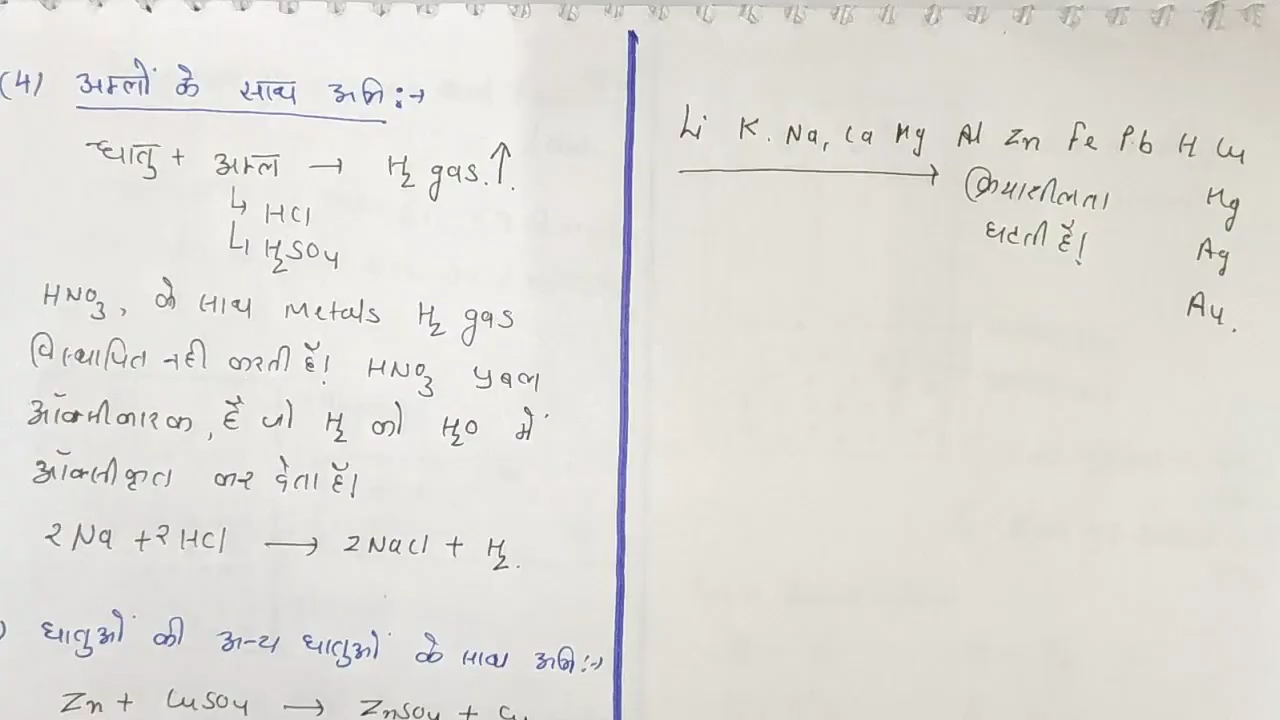 (4) अम्लों के साथ अभि :→
धातु + अम्ल → H2 gas.↑.
↳ HCl
↳ H2SO4
HNO3, के साथ Metals H2 gas
विस्थापित नही करती हैं। HNO3 प्रबल
ऑक्सीकारक, है जो H2 को H2O में
ऑक्सीकृत कर देता हैं।
2Na + 2HCl → 2NaCl + H2.
) धातुओं की अन्य धातुओं के साथ अभि :→
Zn + CuSO4 → ZnSO4 + Cu
Li K. Na, Ca Mg Al Zn Fe Pb H Cu
→ क्रियाशीलता Hg
घटती हैं। Ag
Au.